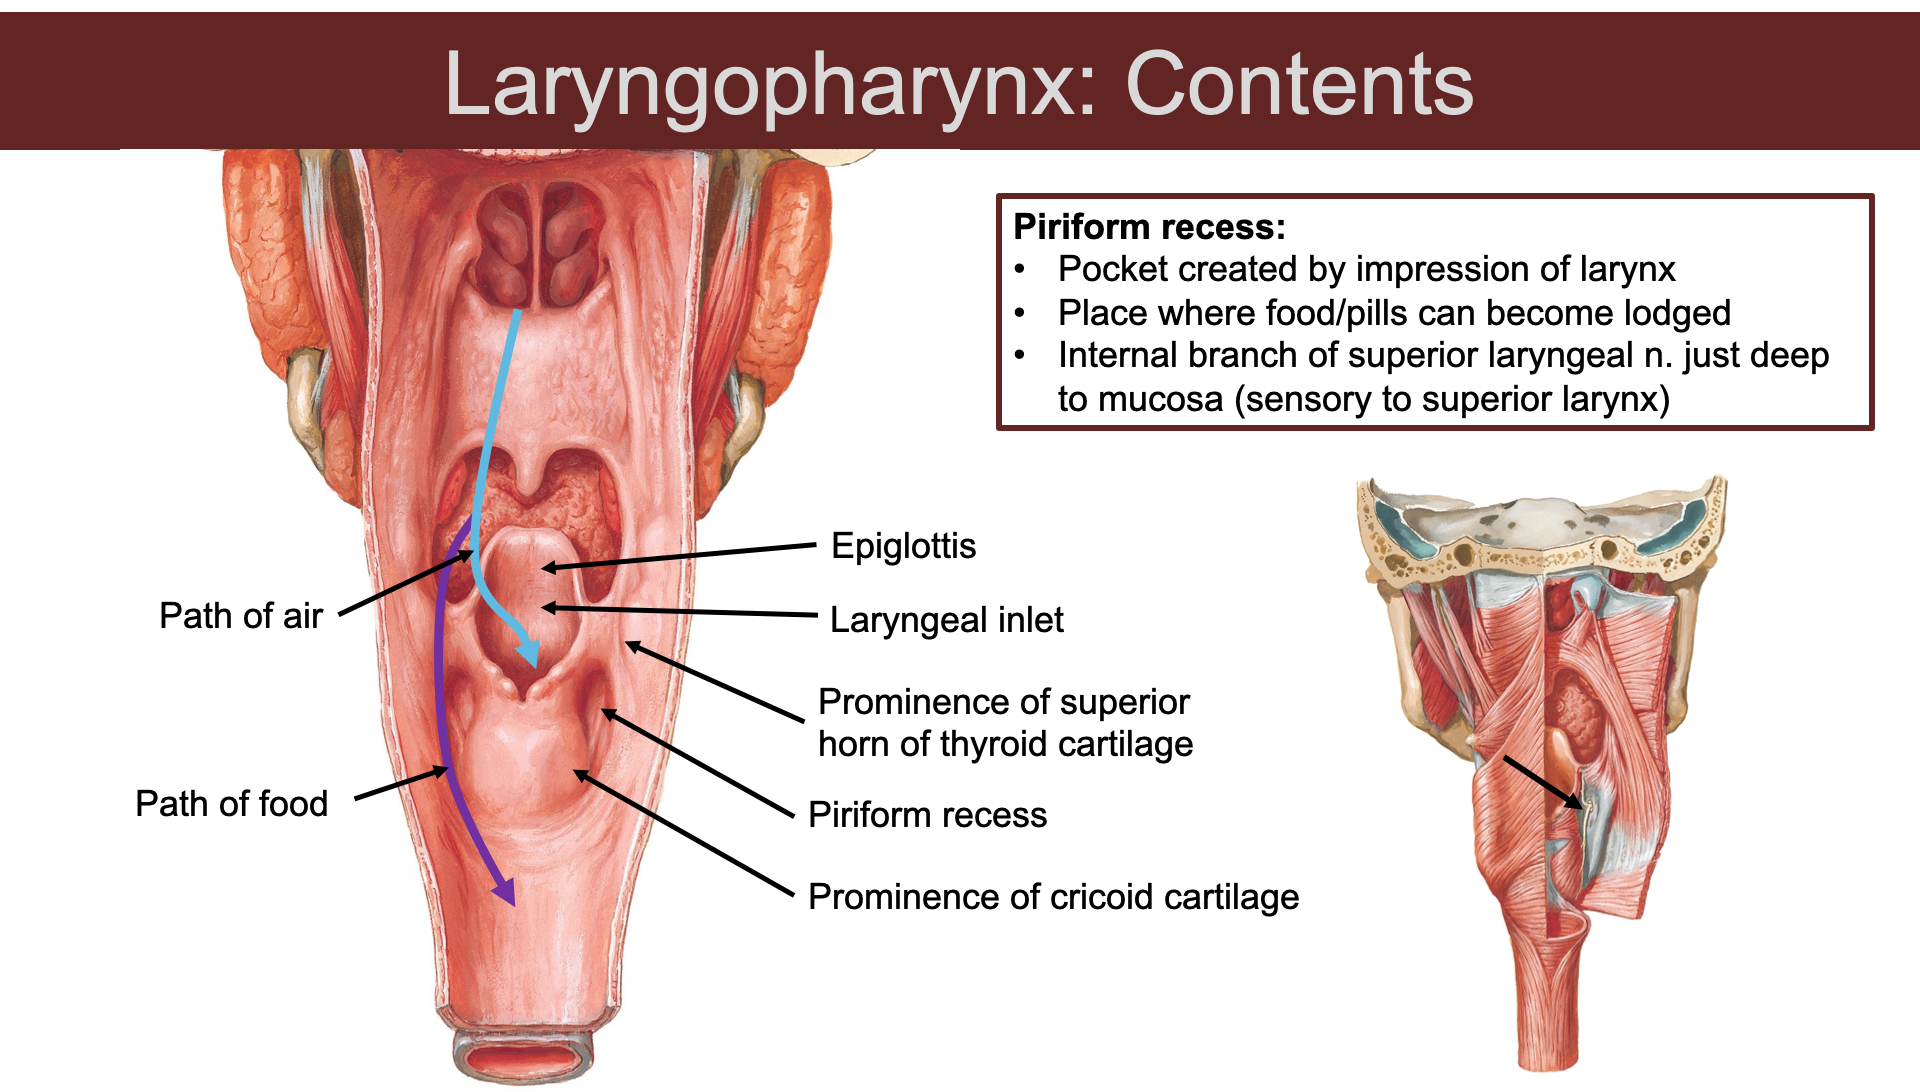 Laryngopharynx: Contents
Piriform recess:
• Pocket created by impression of larynx
• Place where food/pills can become lodged
• Internal branch of superior laryngeal n. just deep
to mucosa (sensory to superior larynx)
Epiglottis
Path of air
Laryngeal inlet
Prominence of superior
horn of thyroid cartilage
Path of food
Piriform recess
Prominence of cricoid cartilage